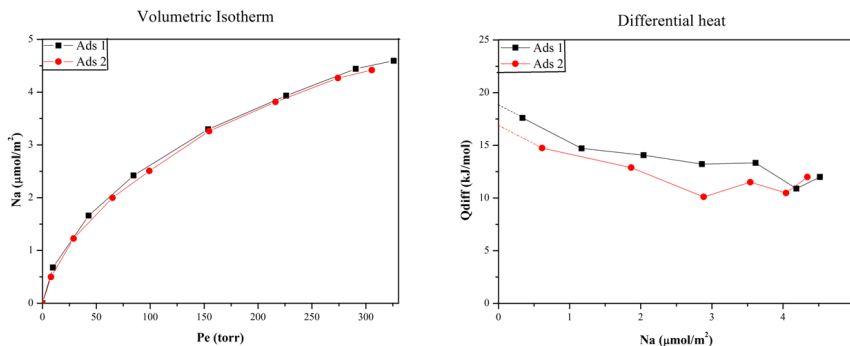 Volumetric Isotherm
Ads 1
Ads 2
5
4
3
2
1
0
0 50 100 150 200 250 300
Na (μmol/m²)
Pe (torr)
Differential heat
Ads 1
Ads 2
25
20
15
10
5
0
0 1 2 3 4
Qdiff (kJ/mol)
Na (μmol/m²)